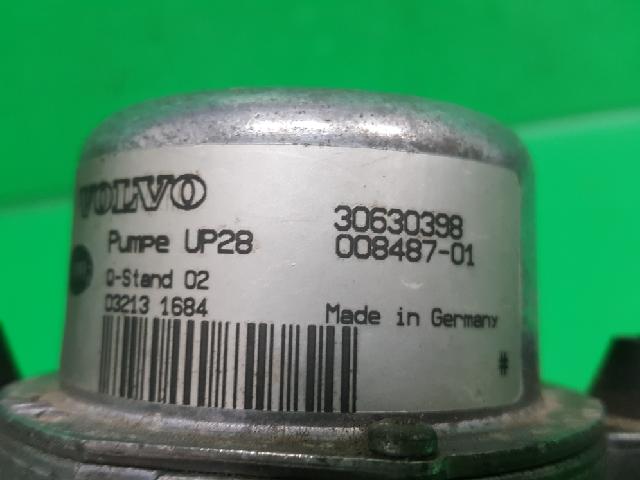 VOLVO
Pumpe UP28
Q-Stand 02
03213 1684
30630398
008487-01
Made in Germany
#